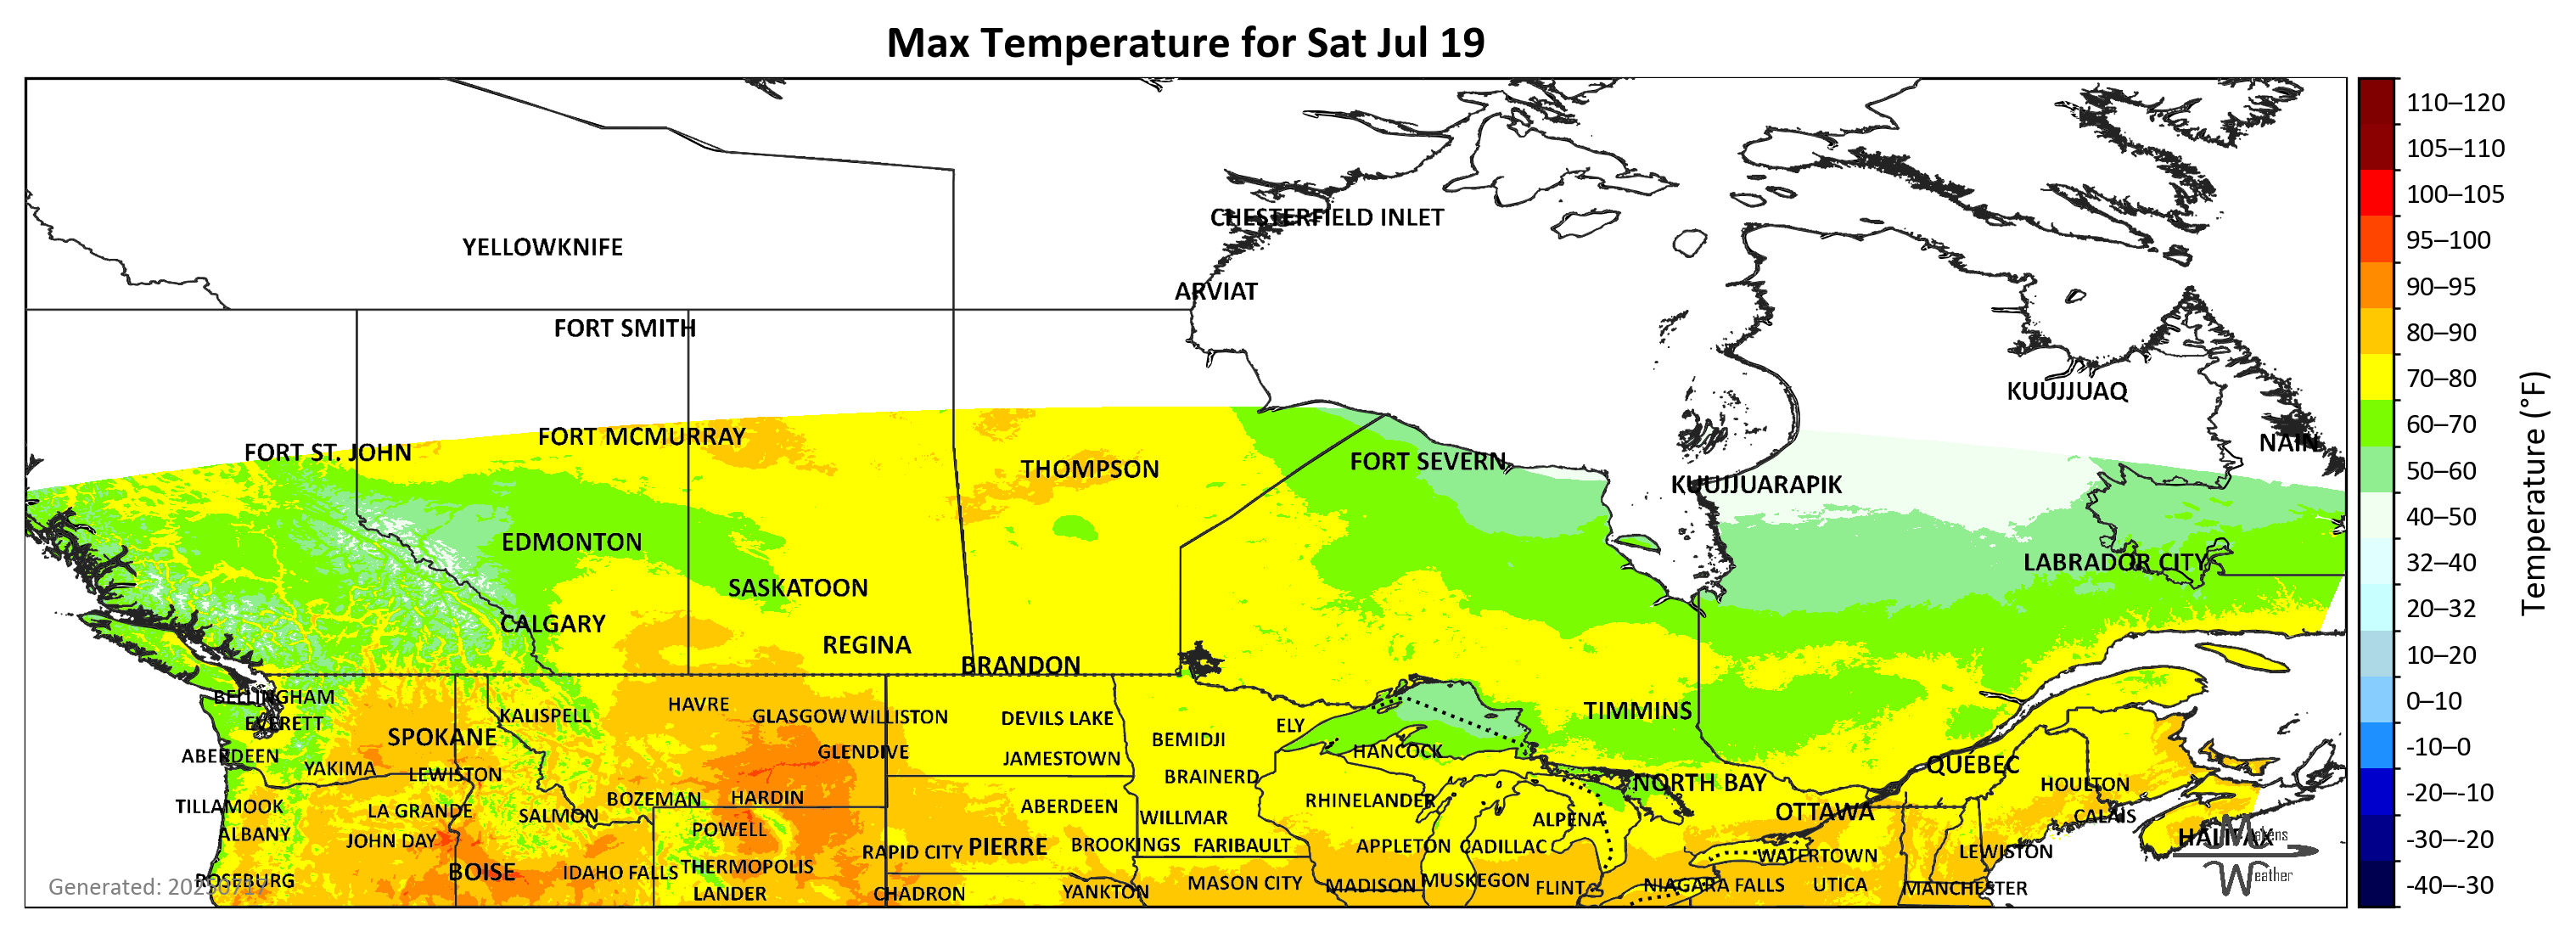 Max Temperature for Sat Jul 19
110–120
105–110
100–105
95–100
90–95
80–90
70–80
60–70
50–60
40–50
32–40
20–32
10–20
0–10
-10–0
-20–-10
-30–-20
-40–-30
Temperature (°F)
CHESTERFIELD INLET
YELLOWKNIFE
ARVIAT
FORT SMITH
KUUJJUAQ
FORT MCMURRAY
NAIN
FORT ST. JOHN
FORT SEVERN
THOMPSON
KUUJJUARAPIK
EDMONTON
LABRADOR CITY
SASKATOON
CALGARY
REGINA
BRANDON
BELLINGHAM
HAVRE
TIMMINS
KALISPELL
GLASGOW WILLISTON
DEVILS LAKE
EVERETT
ELY
SPOKANE
BEMIDJI
HANCOCK
GLENDIVE
ABERDEEN
JAMESTOWN
QUÉBEC
YAKIMA
LEWISTON
BRAINERD
NORTH BAY
HOULTON
BOZEMAN
HARDIN
RHINELANDER
TILLAMOOK
ABERDEEN
LA GRANDE
OTTAWA
SALMON
WILLMAR
ALPENA
CALAIS
POWELL
ALBANY
HALIFAX
Matens
JOHN DAY
BROOKINGS
FARIBAULT
APPLETON
CADILLAC
PIERRE
RAPID CITY
LEWISTON
WATERTOWN
THERMOPOLIS
BOISE
IDAHO FALLS
Weather
ROSEBURG
MUSKEGON
MASON CITY
MADISON
FLINT
NIAGARA FALLS
UTICA
MANCHESTER
Generated: 20250717
LANDER
CHADRON
YANKTON